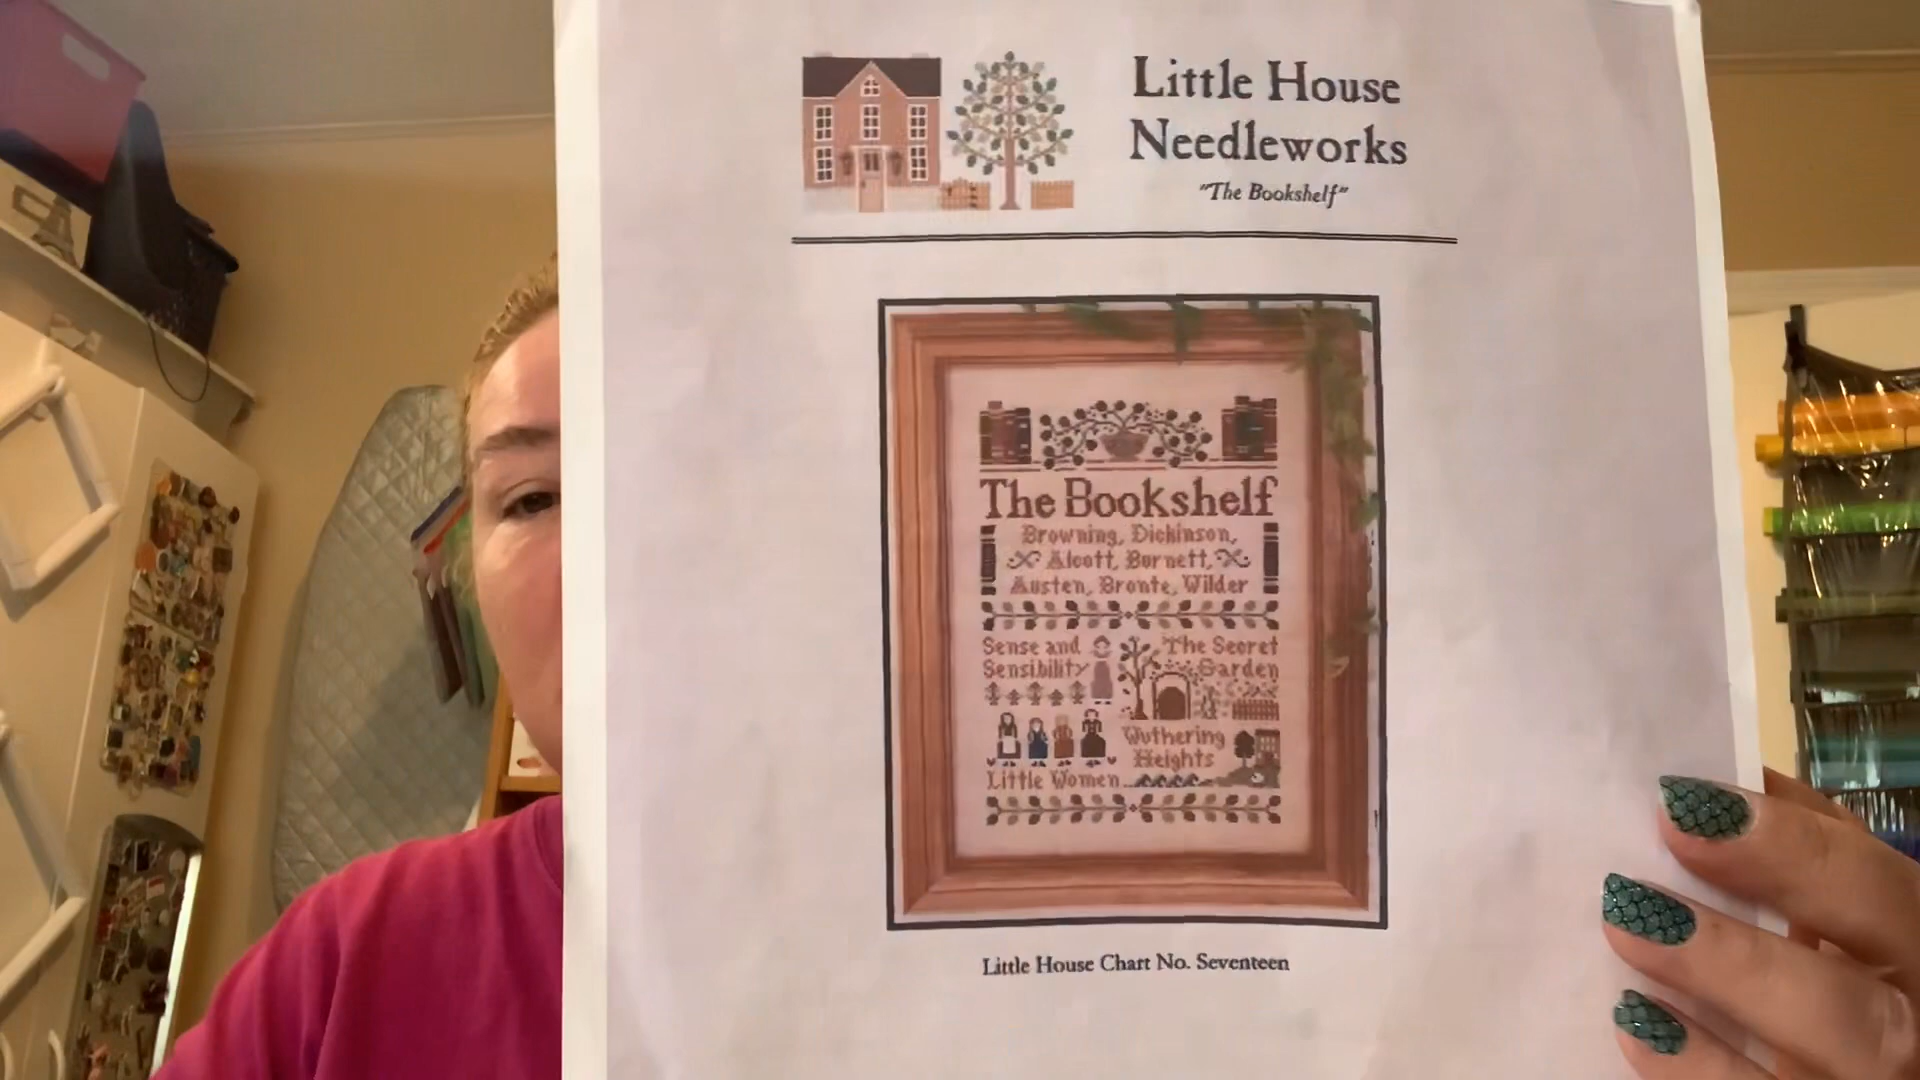 Little House
Needleworks
"The Bookshelf"
The Bookshelf
Browning, Dickinson,
Alcott, Burnett,
Austen, Bronte, Wilder
Sense and
Sensibility
The Secret
Garden
Wuthering
Heights
Little Women
Little House Chart No. Seventeen